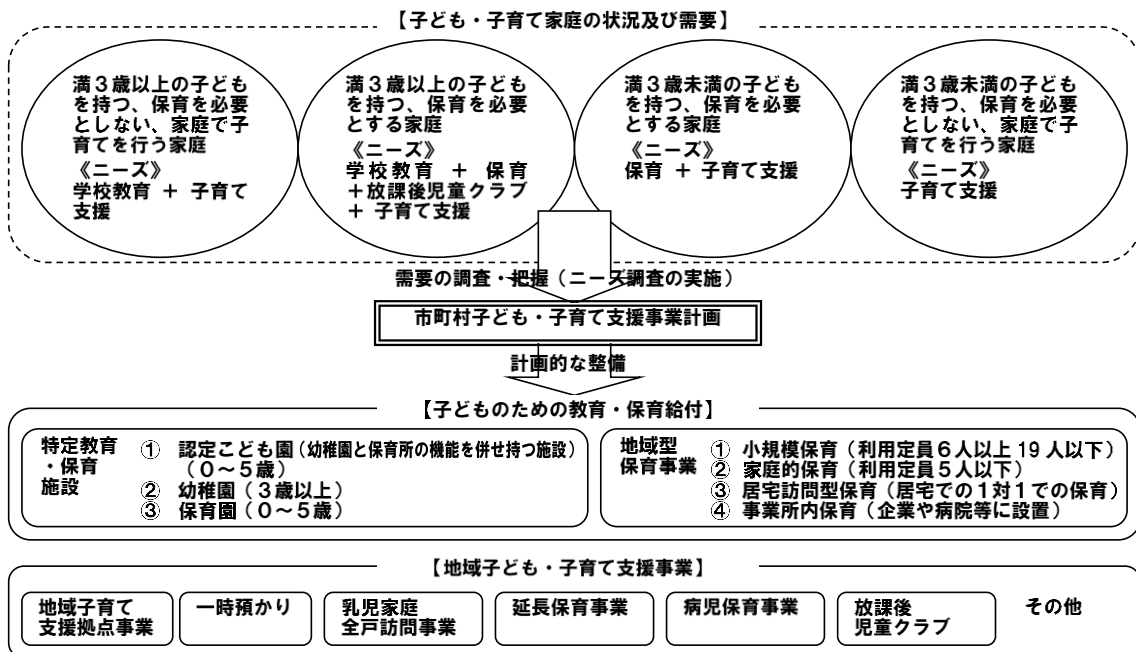 【子ども・子育て家庭の状況及び需要】
満３歳以上の子ども
を持つ、保育を必要
としない、家庭で子
育てを行う家庭
《ニーズ》
学校教育 ＋ 子育て
支援
満３歳以上の子ども
を持つ、保育を必要
とする家庭
《ニーズ》
学校教育 ＋ 保育
＋放課後児童クラブ
＋ 子育て支援
満３歳未満の子ども
を持つ、保育を必要
とする家庭
《ニーズ》
保育 ＋ 子育て支援
満３歳未満の子ども
を持つ、保育を必要
としない、家庭で子
育てを行う家庭
《ニーズ》
子育て支援
需要の調査・把握（ニーズ調査の実施）
市町村子ども・子育て支援事業計画
計画的な整備
【子どものための教育・保育給付】
特定教育
・保育
施設
① 認定こども園（幼稚園と保育所の機能を併せ持つ施設）
（０～５歳）
② 幼稚園（３歳以上）
③ 保育園（０～５歳）
地域型
保育事業
① 小規模保育（利用定員６人以上 19 人以下）
② 家庭的保育（利用定員５人以下）
③ 居宅訪問型保育（居宅での１対１での保育）
④ 事業所内保育（企業や病院等に設置）
【地域子ども・子育て支援事業】
地域子育て
支援拠点事業
一時預かり
乳児家庭
全戸訪問事業
延長保育事業
病児保育事業
放課後
児童クラブ
その他